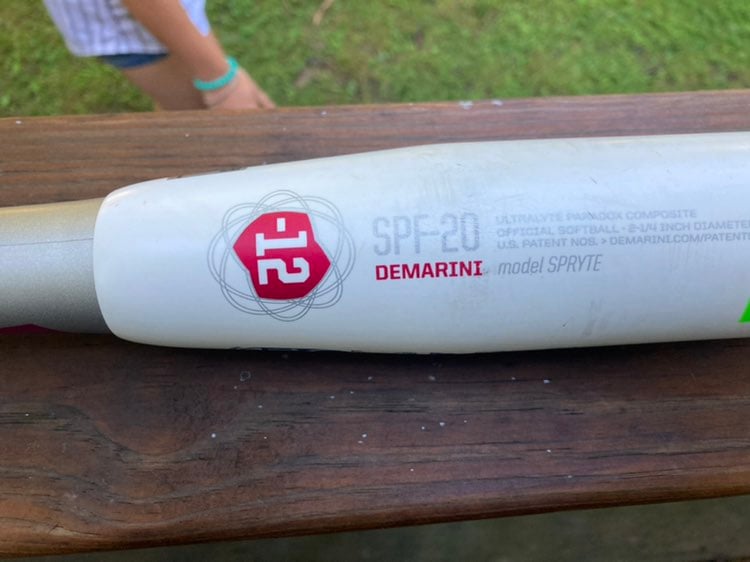 -12
SPF-20
DEMARINI
model SPRYTE
ULTRALYTE PARADOX COMPOSITE
OFFICIAL SOFTBALL • 2-1/4 INCH DIAMETER
U.S. PATENT NOS. > DEMARINI.COM/PATENT